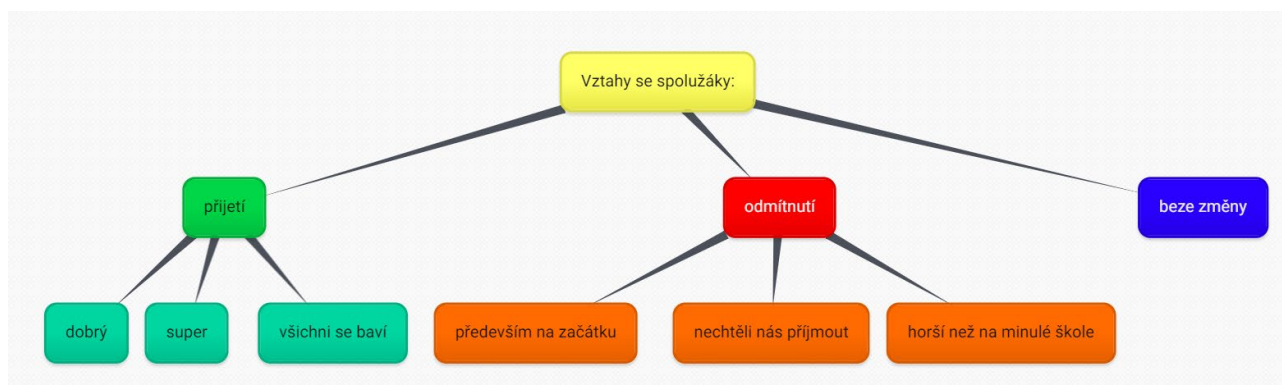 Vztahy se spolužáky:
přijetí
odmítnutí
beze změny
dobrý
super
všichni se baví
především na začátku
nechtěli nás příjmout
horší než na minulé škole